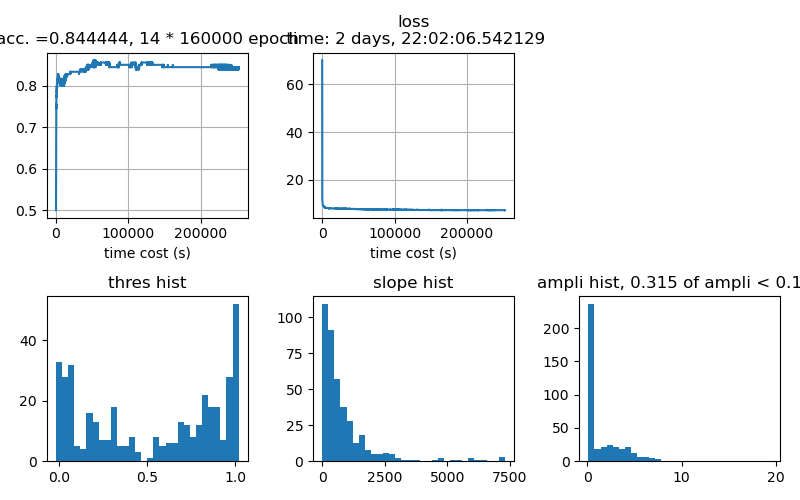 acc. =0.844444, 14 * 160000 epoch
loss
time: 2 days, 22:02:06.542129
0.8
0.7
0.6
0.5
0 100000 200000
time cost (s)
60
40
20
0 100000 200000
time cost (s)
thres hist
40
20
0
0.0 0.5 1.0
slope hist
100
75
50
25
0
0 2500 5000 7500
ampli hist, 0.315 of ampli < 0.1
200
150
100
50
0
0 10 20